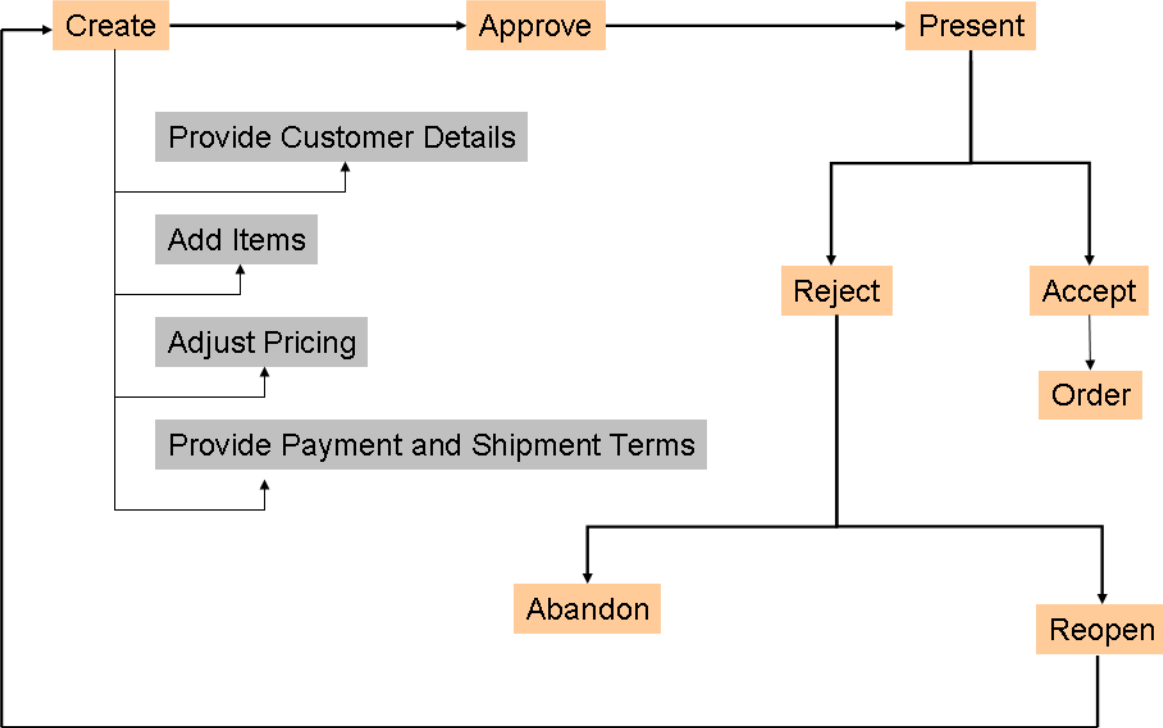 Create
Approve
Present
Provide Customer Details
Add Items
Reject
Accept
Adjust Pricing
Order
Provide Payment and Shipment Terms
Abandon
Reopen